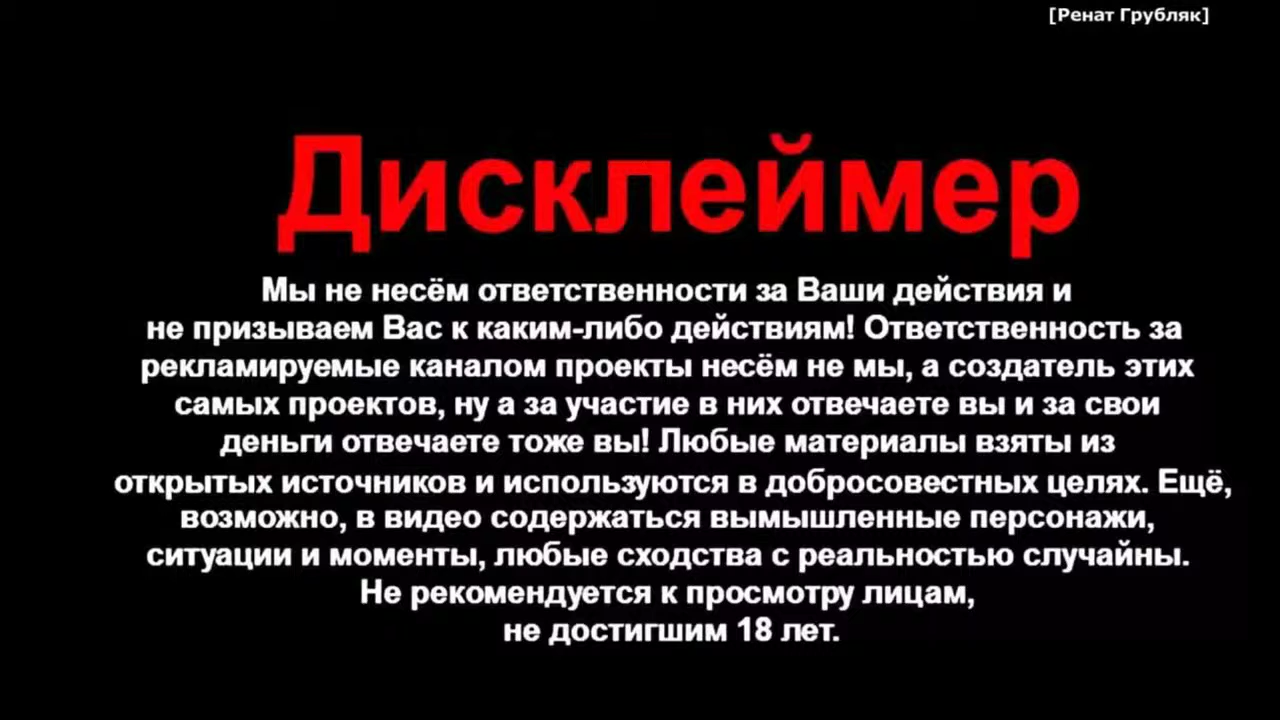 [Ренат Грубляк]
Дисклеймер
Мы не несём ответственности за Ваши действия и
не призываем Вас к каким-либо действиям! Ответственность за
рекламируемые каналом проекты несём не мы, а создатель этих
самых проектов, ну а за участие в них отвечаете вы и за свои
деньги отвечаете тоже вы! Любые материалы взяты из
открытых источников и используются в добросовестных целях. Ещё,
возможно, в видео содержаться вымышленные персонажи,
ситуации и моменты, любые сходства с реальностью случайны.
Не рекомендуется к просмотру лицам,
не достигшим 18 лет.